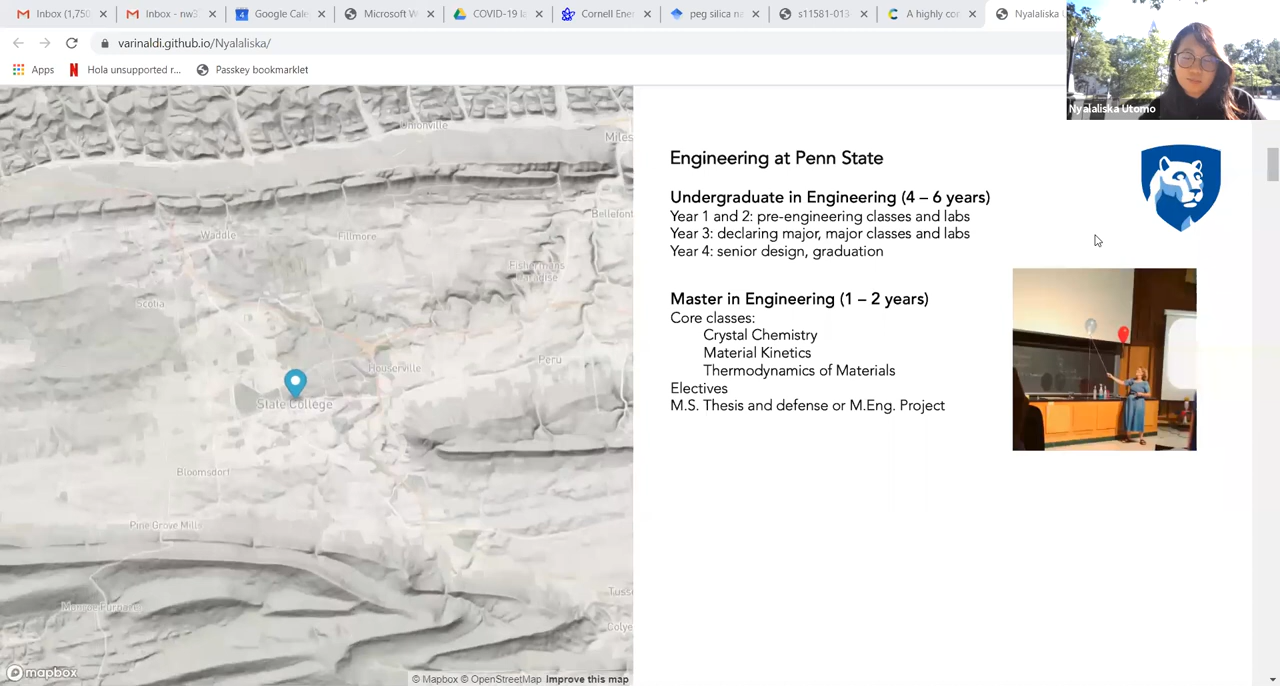 Inbox (1,750
Inbox - nw3
Google Cale
Microsoft W
COVID-19 la
Cornell Ener
peg silica na
s11581-013
A highly cor
Nyalaliska U
varinaldi.github.io/Nyalaliska/
Apps
Hola unsupported r...
Passkey bookmarklet
Nyalaliska Utomo
Unionville
Miles
Bellefont
Waddle
Fillmore
Fishermans
Paradise
Scotia
Peru
Houserville
State College
Bloomsdorf
Pine Grove Mills
Tuss
Monroe Furnace
Colye
mapbox
© Mapbox © OpenStreetMap Improve this map
Engineering at Penn State
Undergraduate in Engineering (4 – 6 years)
Year 1 and 2: pre-engineering classes and labs
Year 3: declaring major, major classes and labs
Year 4: senior design, graduation
Master in Engineering (1 – 2 years)
Core classes:
Crystal Chemistry
Material Kinetics
Thermodynamics of Materials
Electives
M.S. Thesis and defense or M.Eng. Project